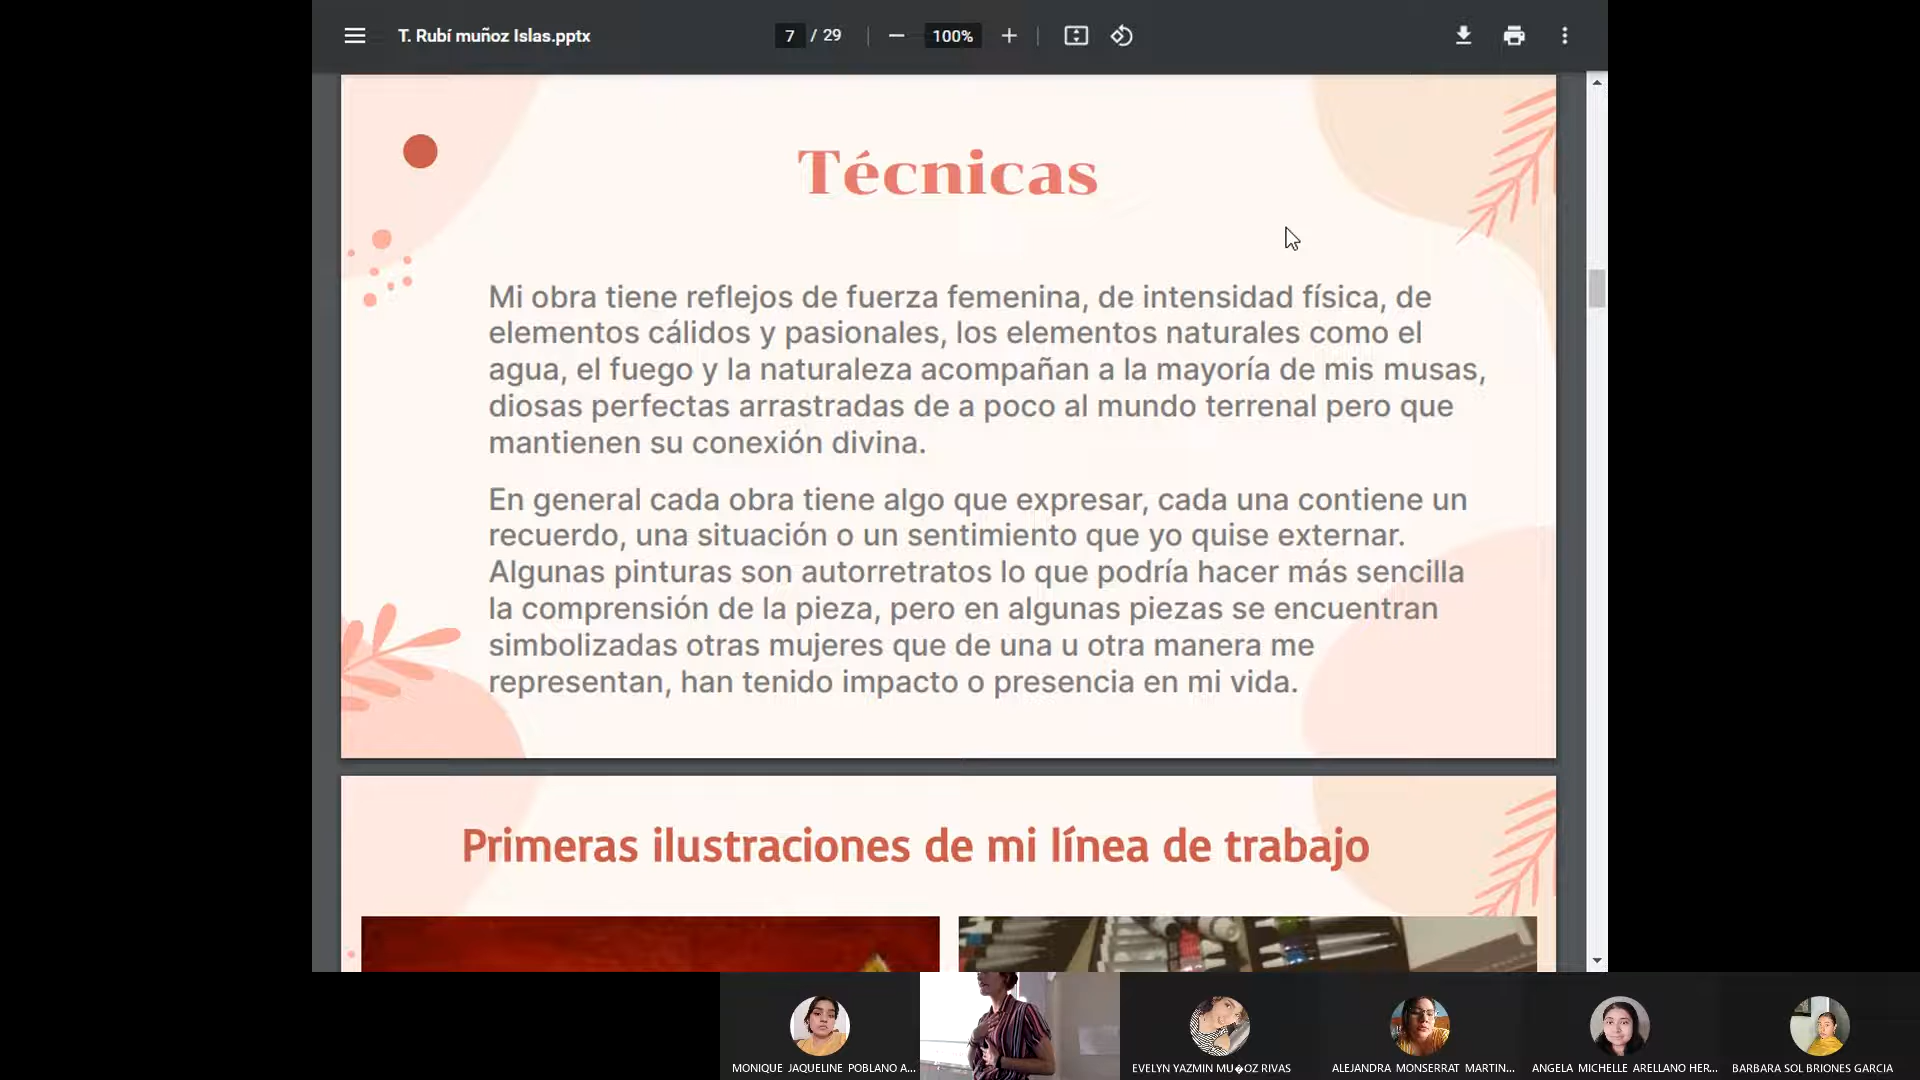 T. Rubí muñoz Islas.pptx
7 / 29
100%
Técnicas
Mi obra tiene reflejos de fuerza femenina, de intensidad física, de
elementos cálidos y pasionales, los elementos naturales como el
agua, el fuego y la naturaleza acompañan a la mayoría de mis musas,
diosas perfectas arrastradas de a poco al mundo terrenal pero que
mantienen su conexión divina.
En general cada obra tiene algo que expresar, cada una contiene un
recuerdo, una situación o un sentimiento que yo quise externar.
Algunas pinturas son autorretratos lo que podría hacer más sencilla
la comprensión de la pieza, pero en algunas piezas se encuentran
simbolizadas otras mujeres que de una u otra manera me
representan, han tenido impacto o presencia en mi vida.
Primeras ilustraciones de mi línea de trabajo
MONIQUE JAQUELINE POBLANO A...
EVELYN YAZMIN MU�OZ RIVAS
ALEJANDRA MONSERRAT MARTIN...
ANGELA MICHELLE ARELLANO HER...
BARBARA SOL BRIONES GARCIA